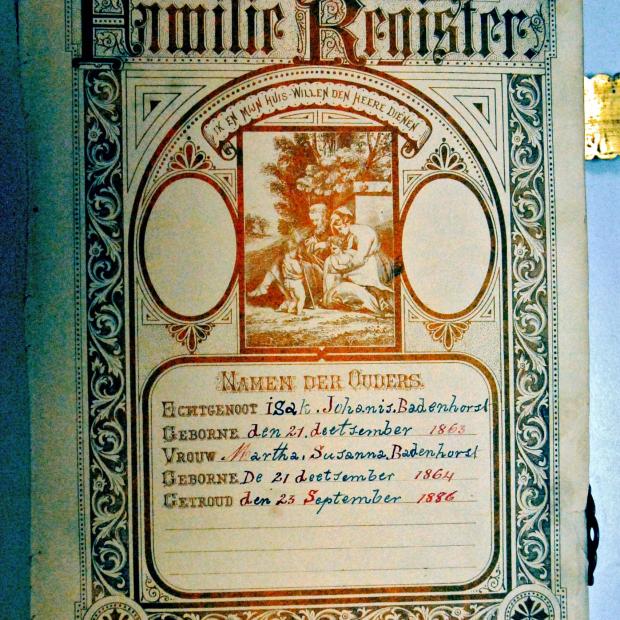 Familie Register.
IK EN MIJN HUIS WILLEN DEN HEERE DIENEN
NAMEN DER OUDERS.
ECHTGENOOT isak. Johanis. Badenhorst
GEBORNE den 21. deetsember 1863
VROUW Martha. Susanna. Badenhorst
GEBORNE De 21 deetsember 1864
GETROUD den 23 September 1886